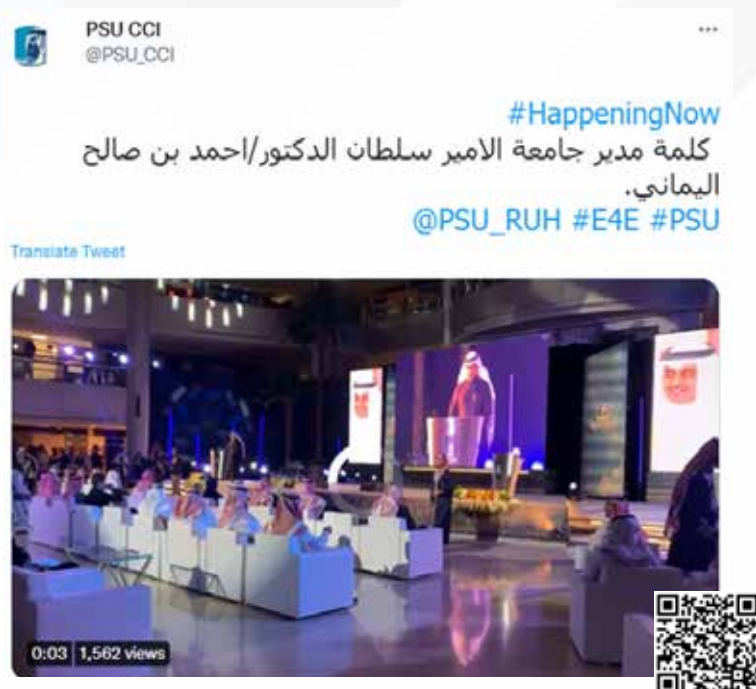 PSU CCI
@PSU_CCI
#HappeningNow
كلمة مدير جامعة الامير سلطان الدكتور/احمد بن صالح
اليماني.
@PSU_RUH #E4E #PSU
Translate Tweet
0:03 1,562 views